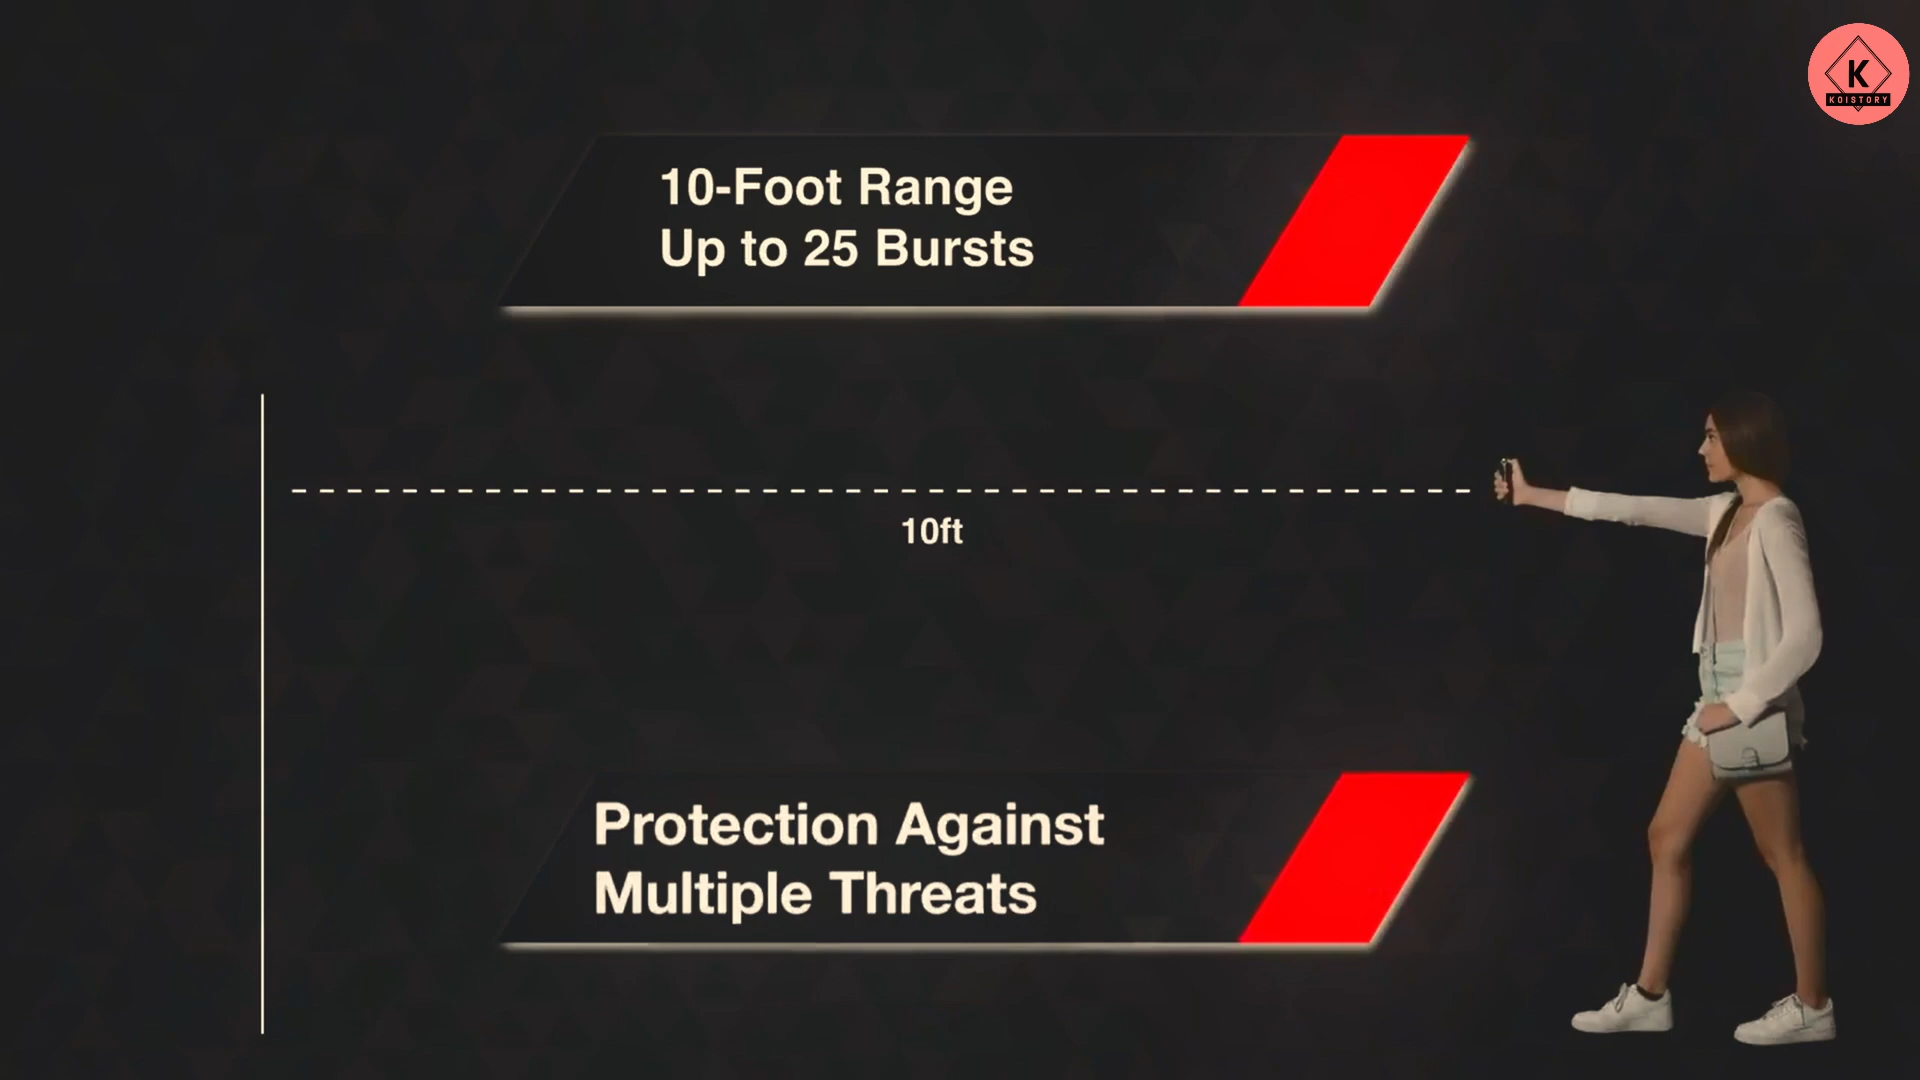 K
KOISTORY
10-Foot Range
Up to 25 Bursts
10ft
Protection Against
Multiple Threats